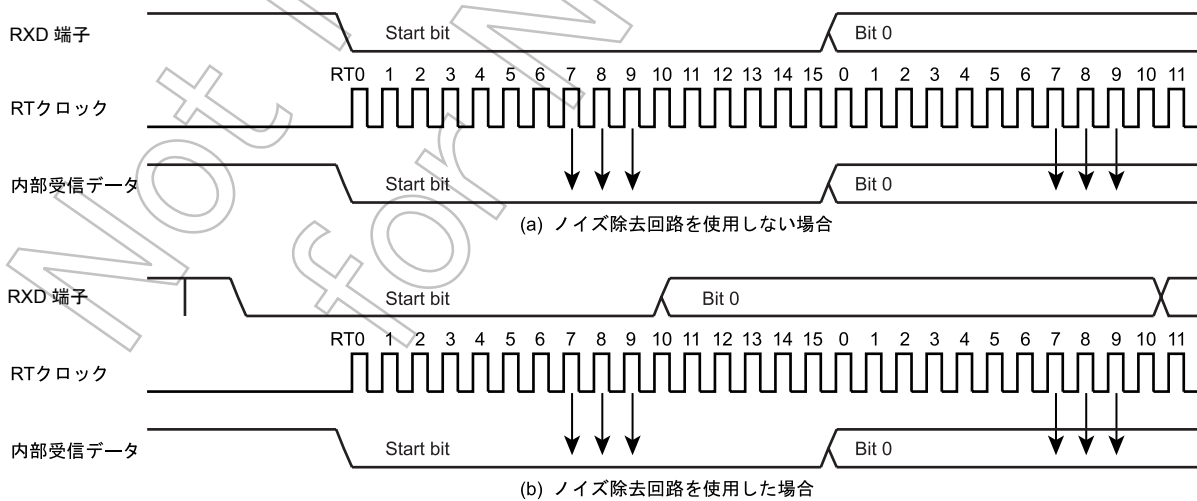 RXD 端子 Start bit Bit 0
RT0 1 2 3 4 5 6 7 8 9 10 11 12 13 14 15 0 1 2 3 4 5 6 7 8 9 10 11
RTクロック
内部受信データ Start bit Bit 0
(a) ノイズ除去回路を使用しない場合
RXD 端子 Start bit Bit 0
RT0 1 2 3 4 5 6 7 8 9 10 11 12 13 14 15 0 1 2 3 4 5 6 7 8 9 10 11
RTクロック
内部受信データ Start bit Bit 0
(b) ノイズ除去回路を使用した場合
Not
for N